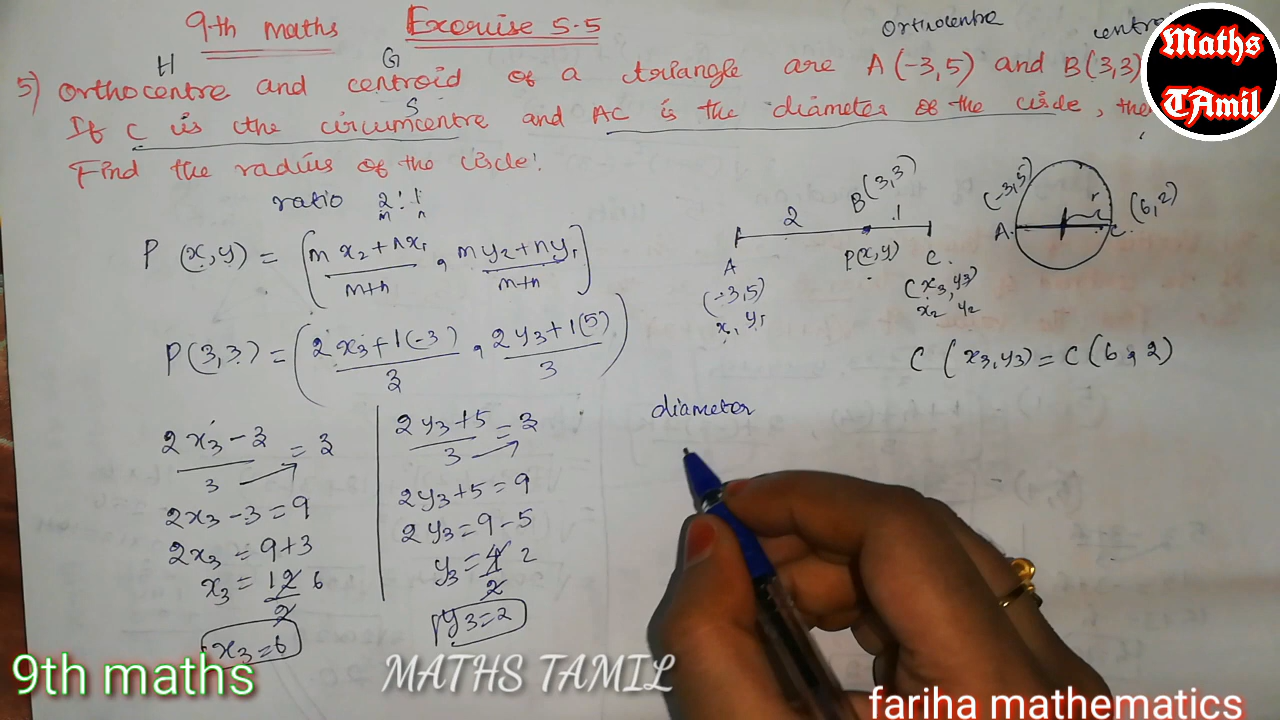 9th maths Exercise 5.5
Orthocentre
Maths TAmil
H G
5) Orthocentre and centroid of a triangle are A(-3,5) and B(3,3)
S
If C is the circumcentre and AC is the diameter of the circle, the
Find the radius of the circle!
ratio 2:1
m n
P (x,y) = [mx₂+nx₁/m+n , my₂+ny₁/m+n]
P(3,3) = (2x₃+1(-3)/3 , 2y₃+1(5)/3)
2x₃-3/3 = 3
2x₃-3 = 9
2x₃ = 9+3
x₃ = 12/2 6
x₃=6
2y₃+5/3 = 3
2y₃+5 = 9
2y₃ = 9-5
y₃ = 4/2 2
y₃=2
2 B(3,3) 1
A P(x,y) C
(-3,5) (x₃,y₃)
x₁ y₁ x₂ y₂
(-3,5) r (6,2)
A C
C (x₃,y₃) = C(6,2)
diameter
9th maths
MATHS TAMIL
fariha mathematics